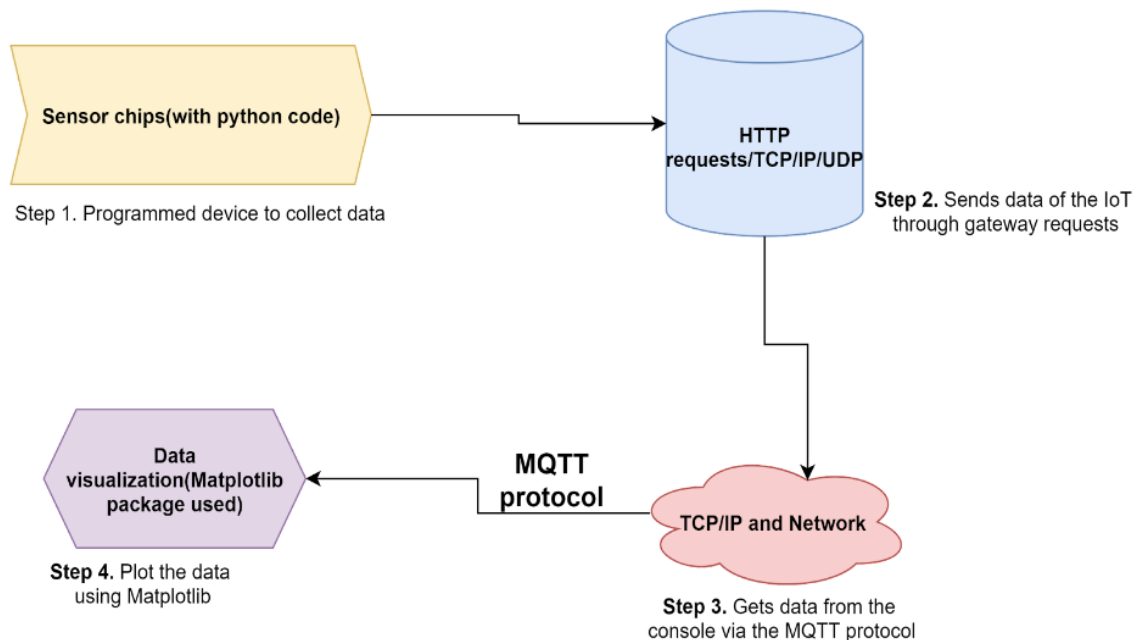 Sensor chips(with python code)
Step 1. Programmed device to collect data
HTTP
requests/TCP/IP/UDP
Step 2. Sends data of the IoT
through gateway requests
TCP/IP and Network
Step 3. Gets data from the
console via the MQTT protocol
MQTT
protocol
Data
visualization(Matplotlib
package used)
Step 4. Plot the data
using Matplotlib